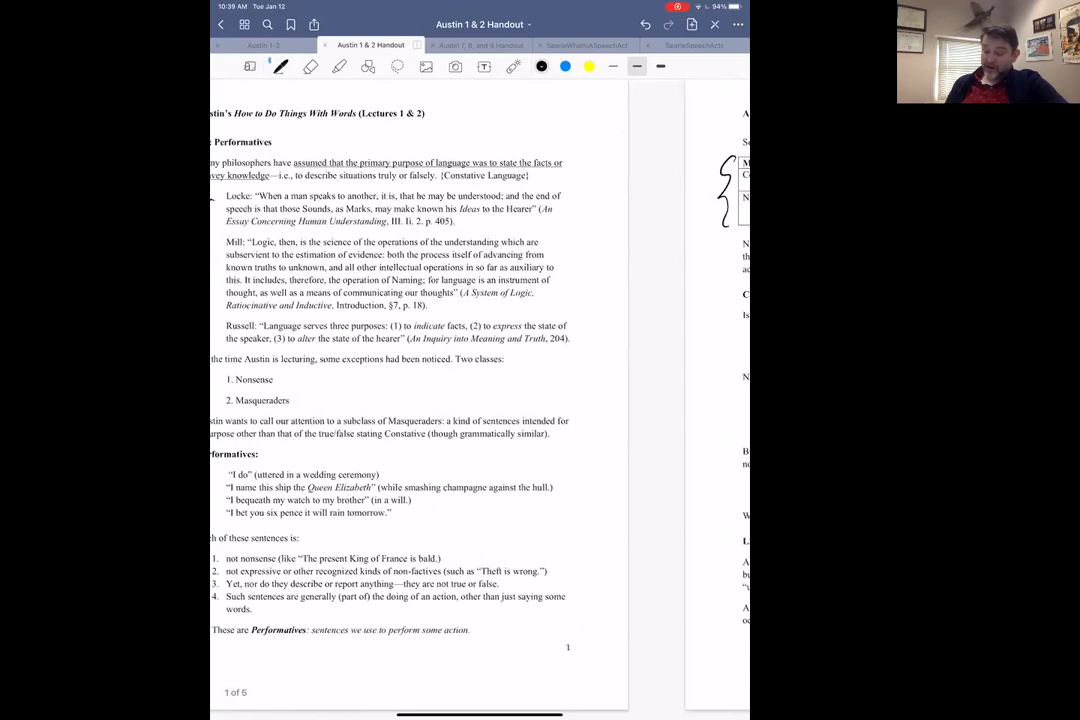 10:39 AM Tue Jan 12
94%
Austin 1 & 2 Handout
Austin 1-2
Austin 1 & 2 Handout
Austin 7, 8, and 9 Handout
SearleWhatIsASpeechAct
SearleSpeechActs
T
stin's How to Do Things With Words (Lectures 1 & 2)
: Performatives
ny philosophers have assumed that the primary purpose of language was to state the facts or
vey knowledge—i.e., to describe situations truly or falsely. {Constative Language}
Locke: “When a man speaks to another, it is, that he may be understood; and the end of
speech is that those Sounds, as Marks, may make known his Ideas to the Hearer” (An
Essay Concerning Human Understanding, III. Ii. 2. p. 405).
Mill: “Logic, then, is the science of the operations of the understanding which are
subservient to the estimation of evidence: both the process itself of advancing from
known truths to unknown, and all other intellectual operations in so far as auxiliary to
this. It includes, therefore, the operation of Naming; for language is an instrument of
thought, as well as a means of communicating our thoughts” (A System of Logic,
Ratiocinative and Inductive, Introduction, §7, p. 18).
Russell: “Language serves three purposes: (1) to indicate facts, (2) to express the state of
the speaker, (3) to alter the state of the hearer” (An Inquiry into Meaning and Truth, 204).
the time Austin is lecturing, some exceptions had been noticed. Two classes:
1. Nonsense
2. Masqueraders
stin wants to call our attention to a subclass of Masqueraders: a kind of sentences intended for
urpose other than that of the true/false stating Constative (though grammatically similar).
rformatives:
“I do” (uttered in a wedding ceremony)
“I name this ship the Queen Elizabeth” (while smashing champagne against the hull.)
“I bequeath my watch to my brother” (in a will.)
“I bet you six pence it will rain tomorrow.”
ch of these sentences is:
1. not nonsense (like “The present King of France is bald.)
2. not expressive or other recognized kinds of non-factives (such as “Theft is wrong.”)
3. Yet, nor do they describe or report anything—they are not true or false.
4. Such sentences are generally (part of) the doing of an action, other than just saying some
words.
These are Performatives: sentences we use to perform some action.
1
1 of 5